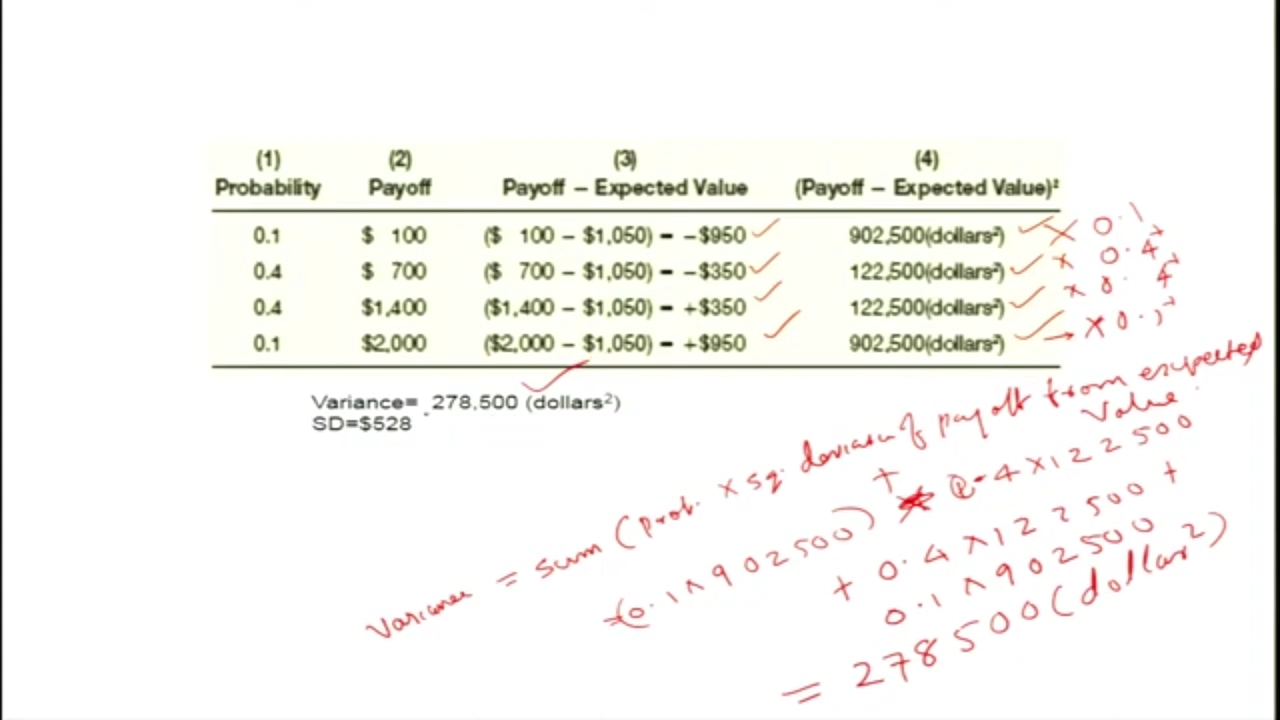 (1) (2) (3) (4)
Probability Payoff Payoff – Expected Value (Payoff – Expected Value)²
0.1 $ 100 ($ 100 – $1,050) = –$950 902,500(dollars²) × 0.1
0.4 $ 700 ($ 700 – $1,050) = –$350 122,500(dollars²) × 0.4
0.4 $1,400 ($1,400 – $1,050) = +$350 122,500(dollars²) × 0.4
0.1 $2,000 ($2,000 – $1,050) = +$950 902,500(dollars²) → × 0.1
Variance= 278,500 (dollars²)
SD=$528
Variance = sum (prob. × sq. deviation of payoff from expected
value.
=(0.1×902500) + 0.4×122500
+ 0.4×122500 +
0.1×902500
= 278500(dollar²)